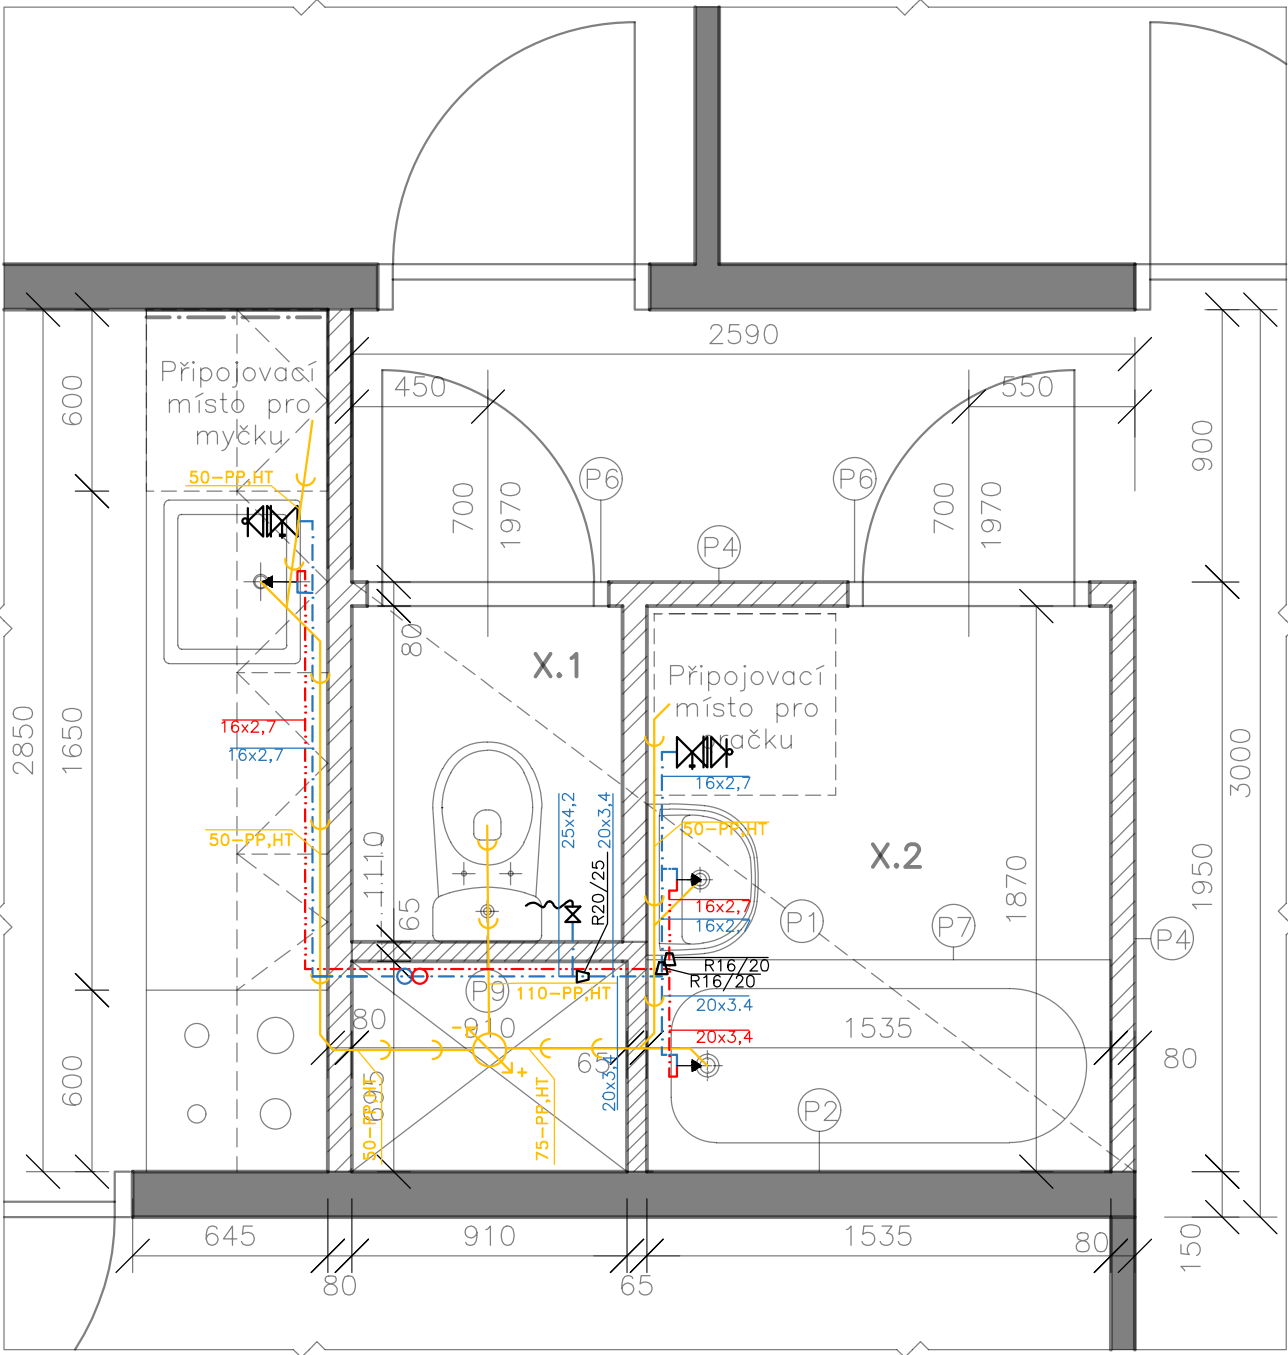 2590
450
550
Připojovací
místo pro
myčku
600
900
50-PP,HT
P6
P6
700
1970
700
1970
P4
80
X.1
Připojovací
místo pro
pračku
2850
1650
3000
16x2,7
16x2,7
16x2,7
25x4,2
20x3,4
50-PP,HT
50-PP,HT
X.2
1110
65
R20/25
1870
1950
16x2,7
16x2,7
P1
P7
P4
R16/20
R16/20
P9
110-PP,HT
20x3.4
20x3,4
80
910
1535
65
80
-
+
600
695
50-PP,HT
75-PP,HT
20x3,4
P2
645
910
1535
80
150
80
65